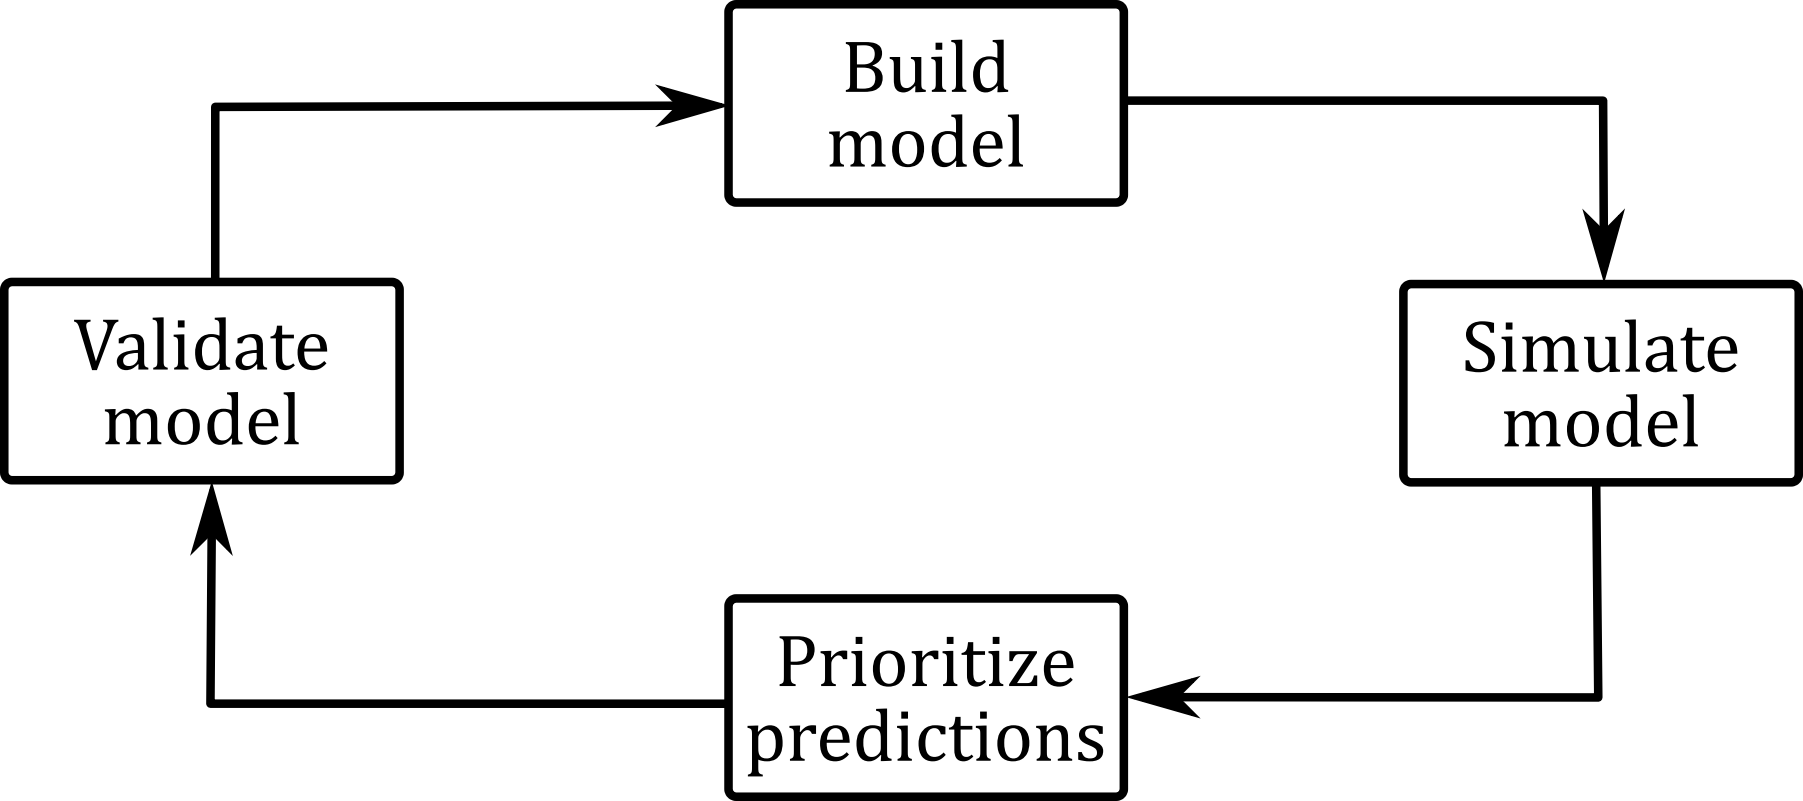 Build
model
Validate
model
Simulate
model
Prioritize
predictions